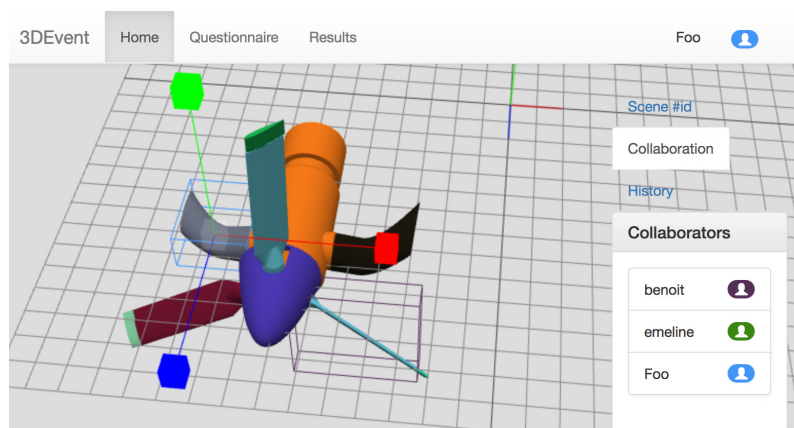 3DEvent Home Questionnaire Results Foo
Scene #id
Collaboration
History
Collaborators
benoit
emeline
Foo